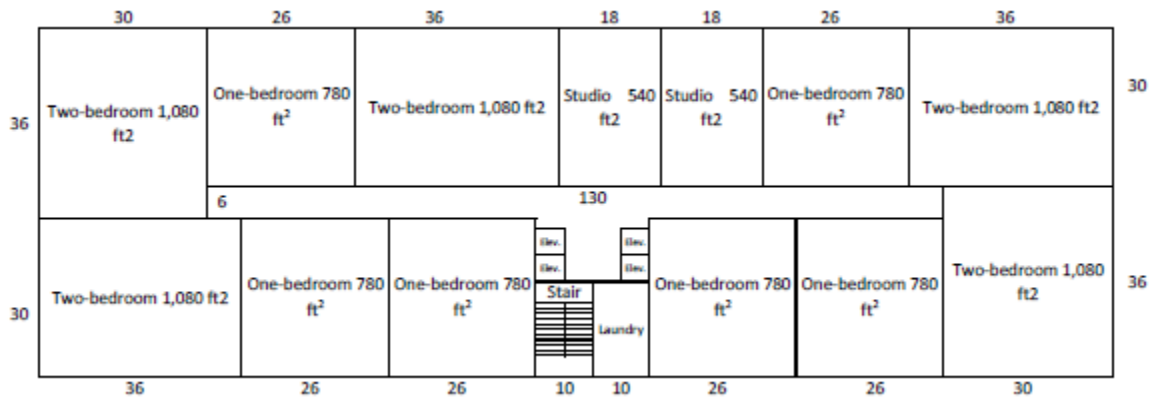 30 26 36 18 18 26 36
Two-bedroom 1,080
ft2
One-bedroom 780
ft²
Two-bedroom 1,080 ft2
Studio 540
ft2
Studio 540
ft2
One-bedroom 780
ft²
Two-bedroom 1,080 ft2
30
36
6 130
Two-bedroom 1,080 ft2
One-bedroom 780
ft²
One-bedroom 780
ft²
Elev.
Elev.
Elev.
Elev.
Stair
Laundry
One-bedroom 780
ft²
One-bedroom 780
ft²
Two-bedroom 1,080
ft2
36
30
36 26 26 10 10 26 26 30